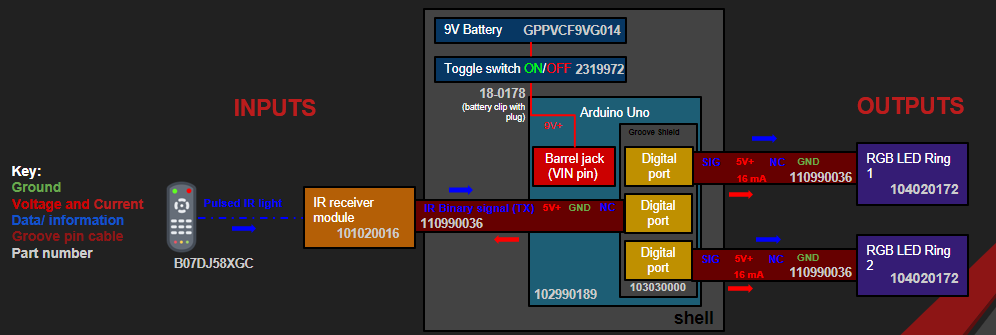 9V Battery GPPVCF9VG014
Toggle switch ON/OFF 2319972
18-0178
(battery clip with
plug)
INPUTS
OUTPUTS
Arduino Uno
9V+
Groove Shield
Barrel jack
(VIN pin)
Digital
port
SIG 5V+ NC GND
16 mA 110990036
RGB LED Ring
1
104020172
Key:
Ground
Voltage and Current
Data/ information
Groove pin cable
Part number
Pulsed IR light
B07DJ58XGC
IR receiver
module
101020016
IR Binary signal (TX) 5V+ GND NC
110990036
Digital
port
Digital
port
SIG 5V+ NC GND
16 mA 110990036
RGB LED Ring
2
104020172
103030000
102990189
shell